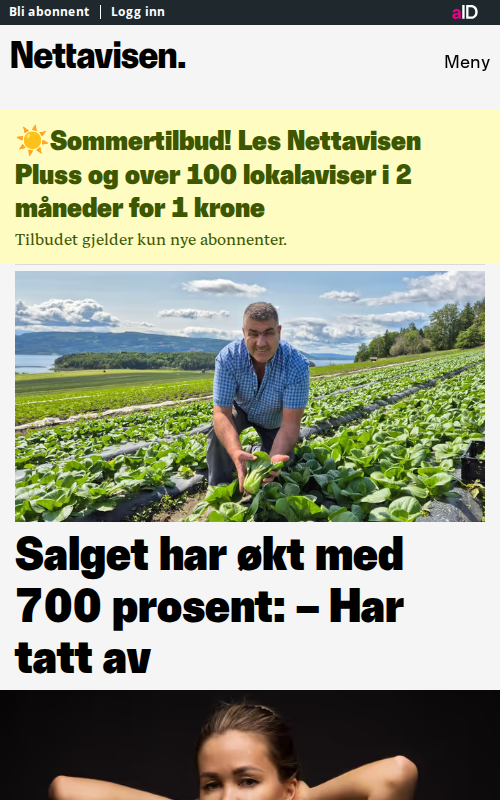 Bli abonnent
Logg inn
aID
Nettavisen.
Meny
☀️Sommertilbud! Les Nettavisen
Pluss og over 100 lokalaviser i 2
måneder for 1 krone
Tilbudet gjelder kun nye abonnenter.
Salget har økt med
700 prosent: – Har
tatt av